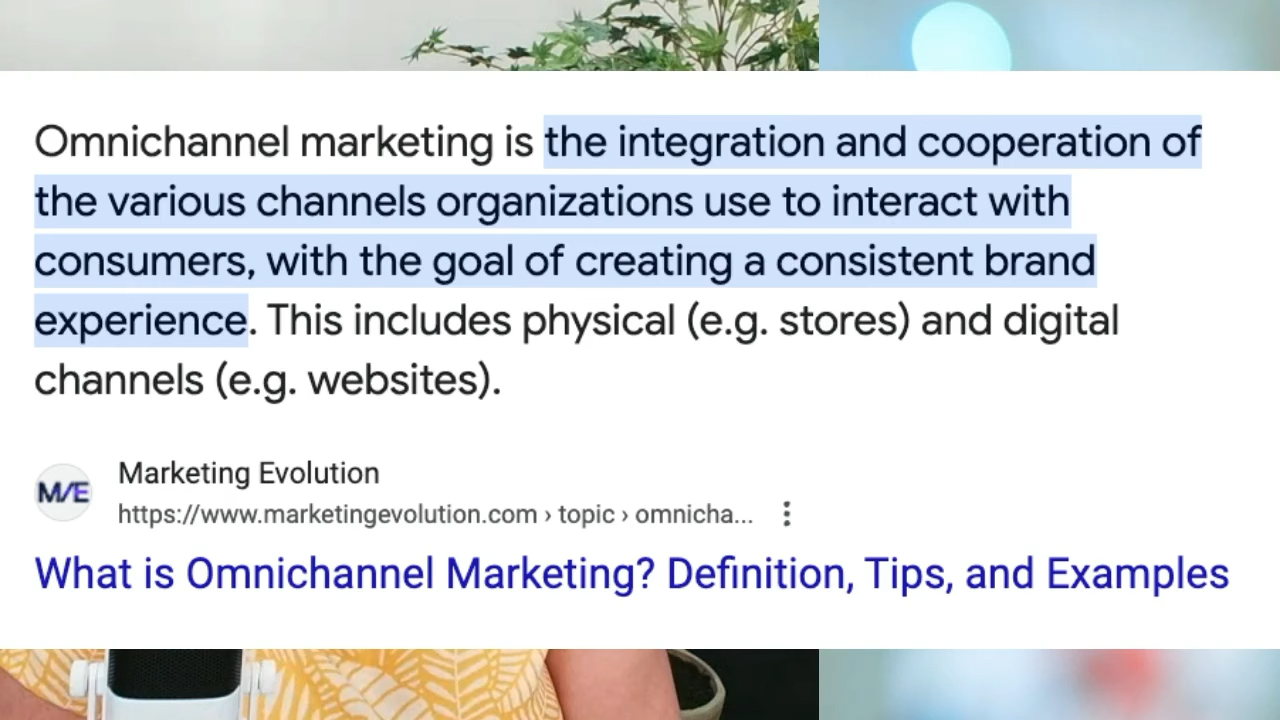 Omnichannel marketing is the integration and cooperation of
the various channels organizations use to interact with
consumers, with the goal of creating a consistent brand
experience. This includes physical (e.g. stores) and digital
channels (e.g. websites).
M/E
Marketing Evolution
https://www.marketingevolution.com › topic › omnicha...
What is Omnichannel Marketing? Definition, Tips, and Examples